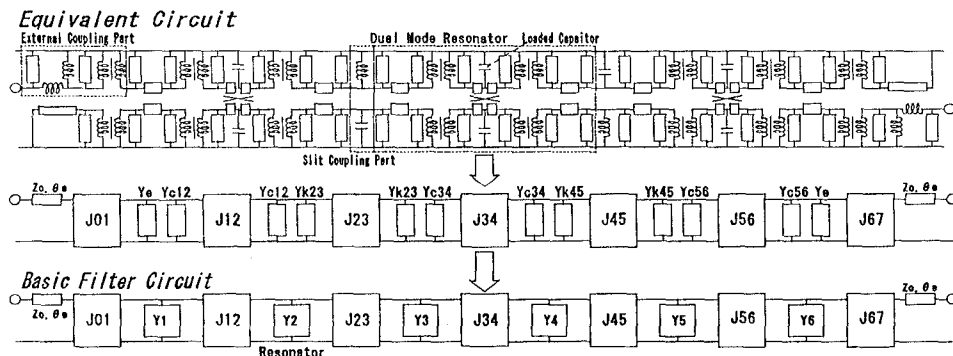 Equivalent Circuit
External Coupling Part
Dual Mode Resonator
Loaded Capaitor
Slit Coupling Part
Zo, θe Ye Yc12 Yc12 Yk23 Yk23 Yc34 Yc34 Yk45 Yk45 Yc56 Yc56 Ye Zo, θe
J01 J12 J23 J34 J45 J56 J67
Basic Filter Circuit
Zo, θe J01 Y1 J12 Y2 J23 Y3 J34 Y4 J45 Y5 J56 Y6 J67 Zo, θe
Resonator